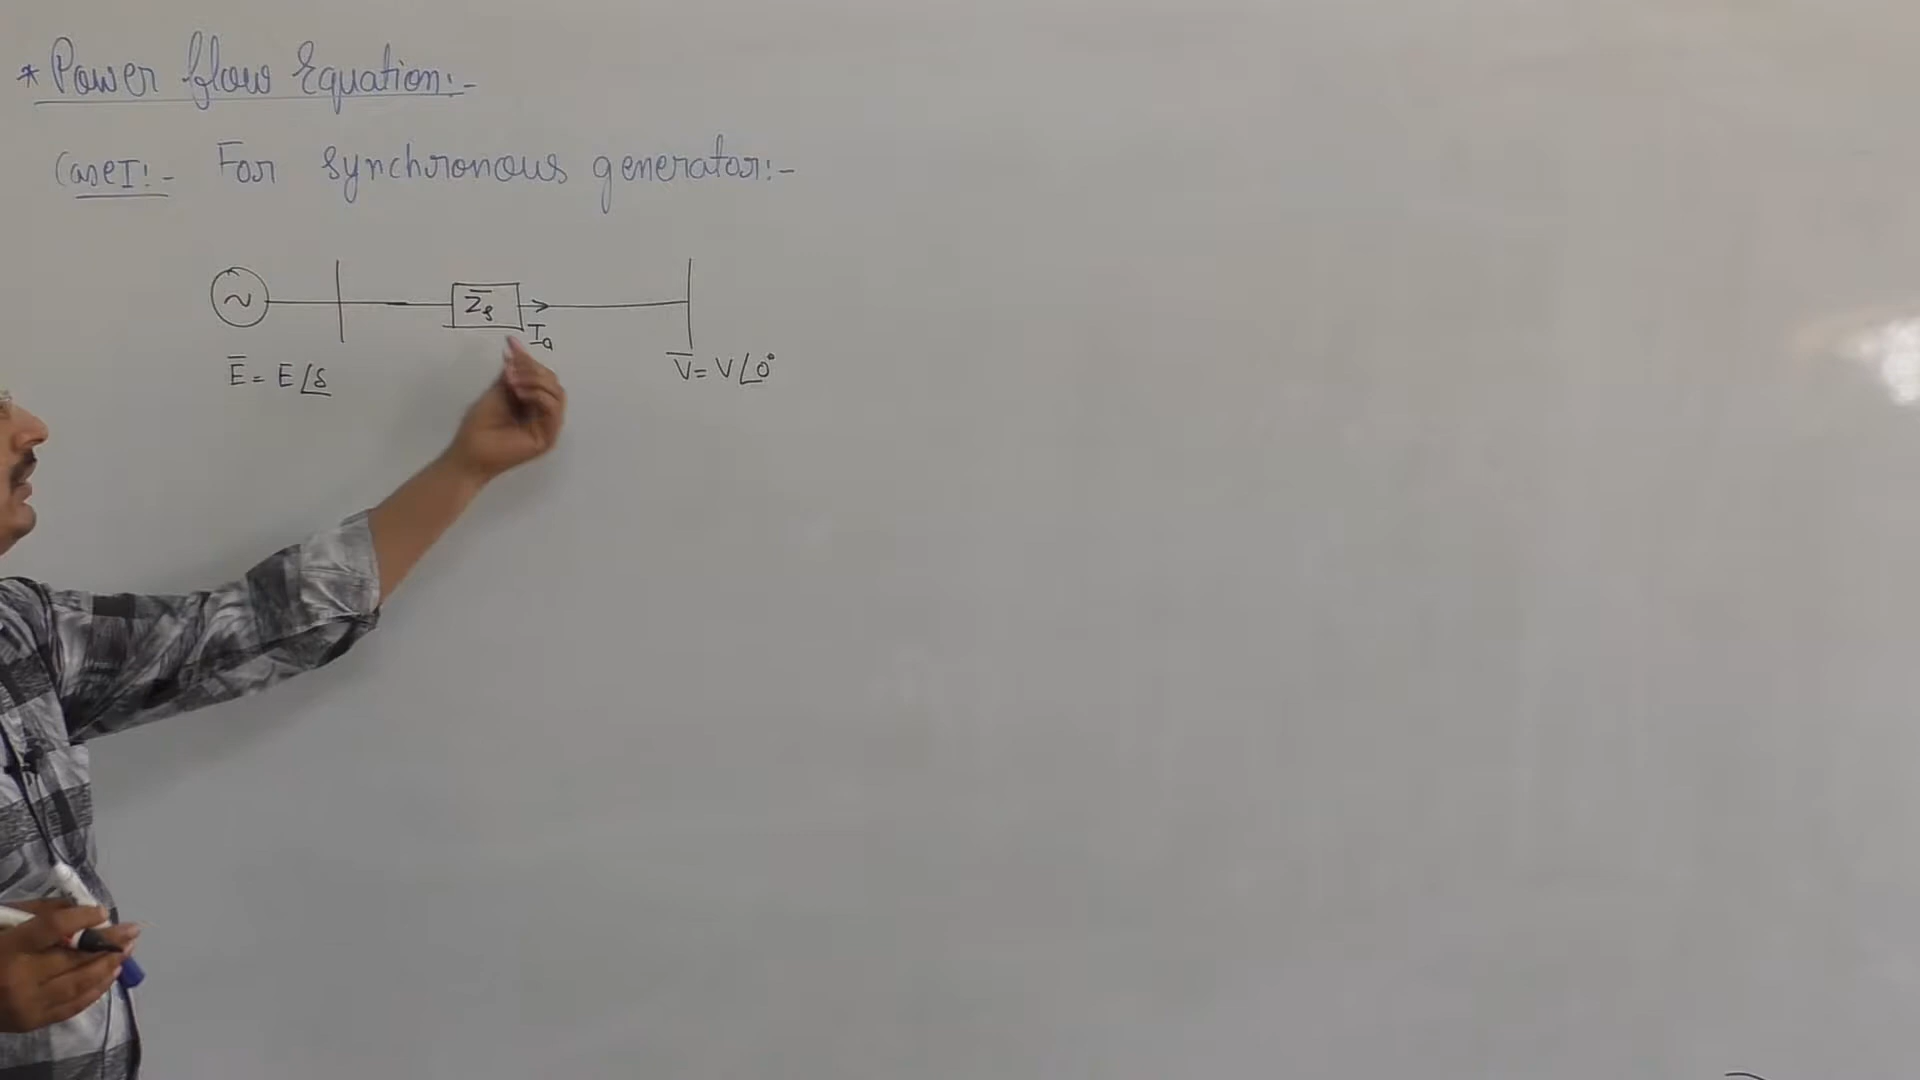 * Power flow Equation:-
Case I:- For synchronous generator:-
~
Z̅s
Ia
E̅ = E∠δ
V̅ = V∠0°